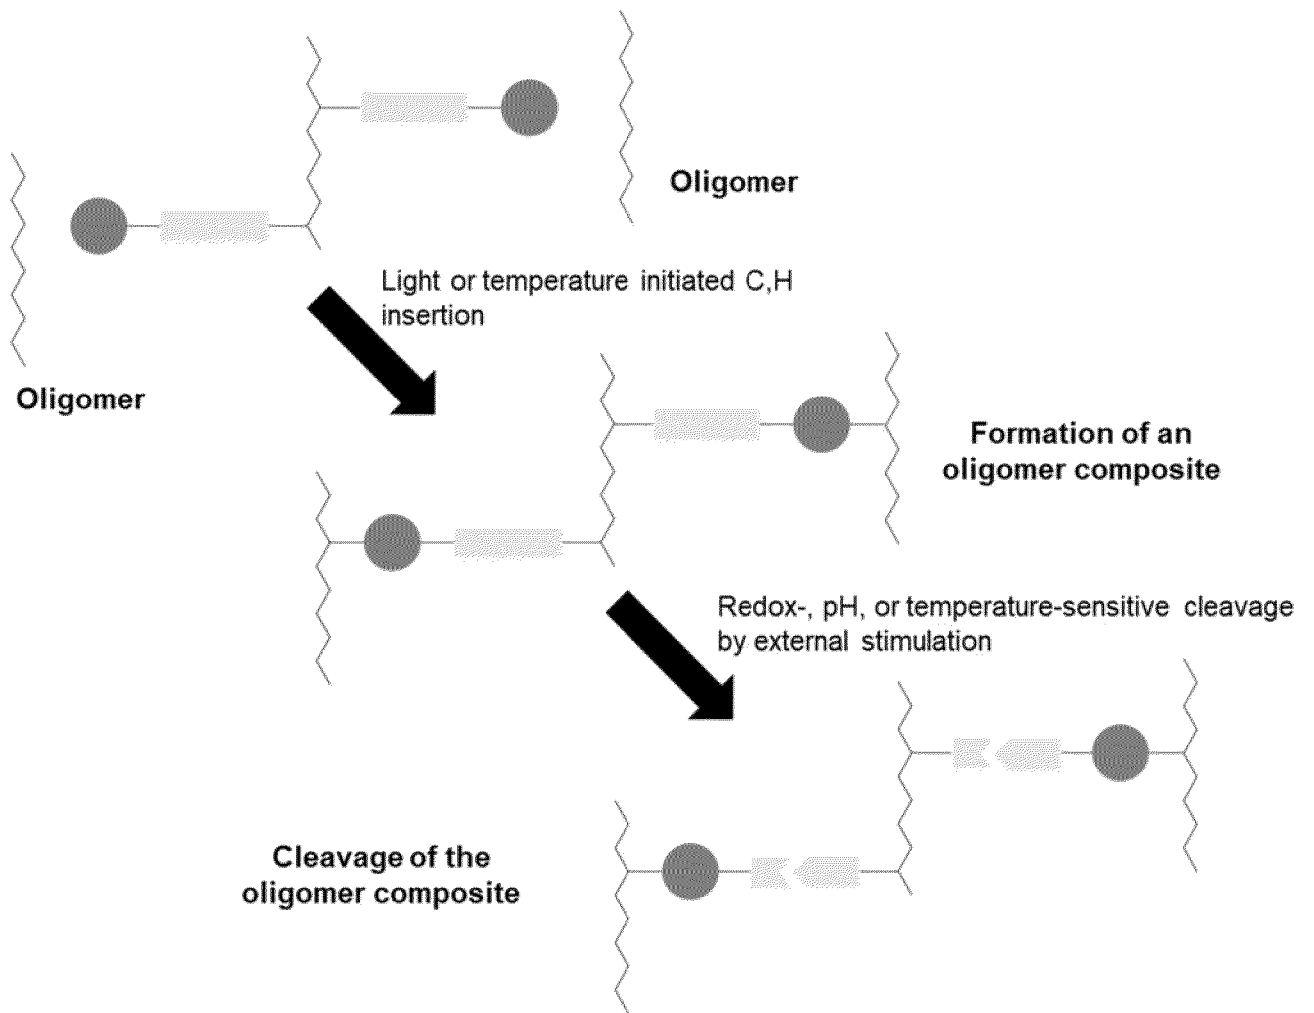 Oligomer
Light or temperature initiated C,H
insertion
Oligomer
Formation of an
oligomer composite
Redox-, pH, or temperature-sensitive cleavage
by external stimulation
Cleavage of the
oligomer composite